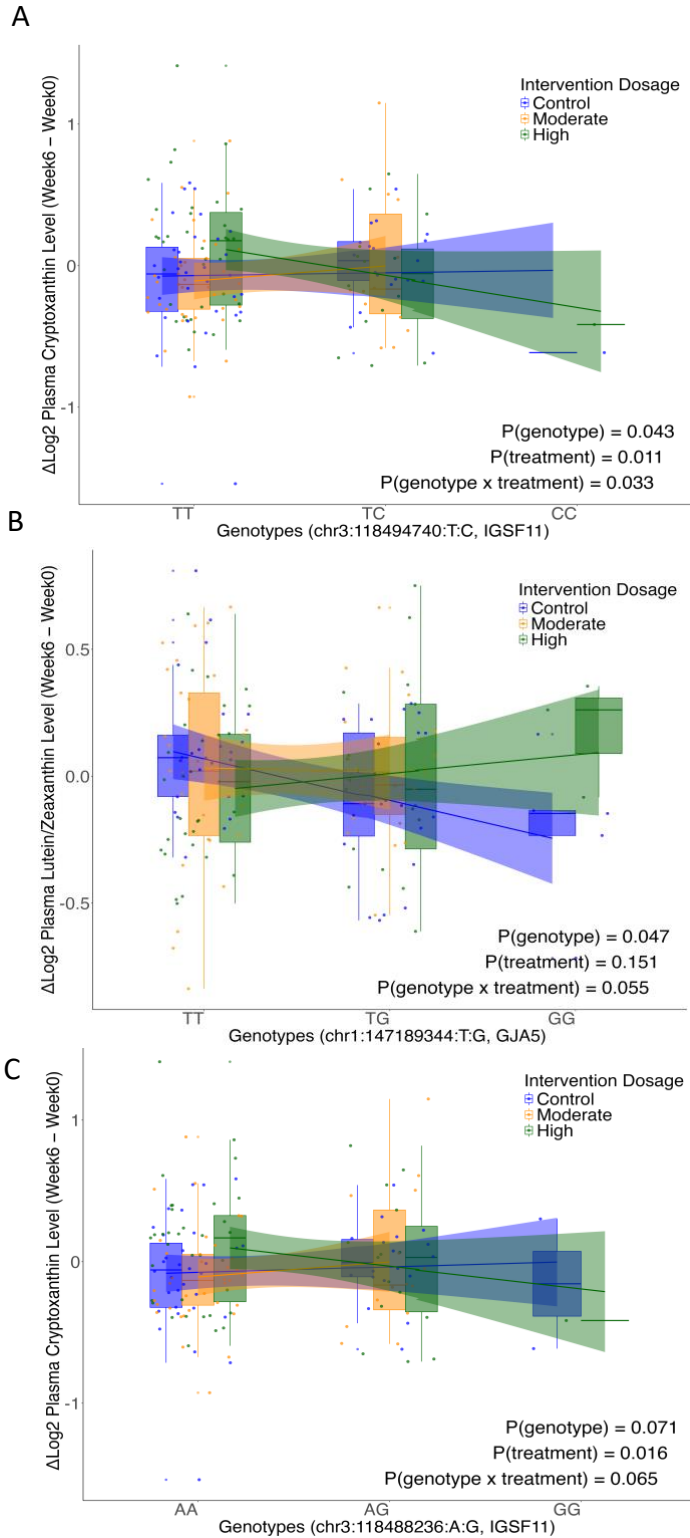 A
ΔLog2 Plasma Cryptoxanthin Level (Week6 − Week0)
Intervention Dosage
Control
Moderate
High
1
0
-1
P(genotype) = 0.043
P(treatment) = 0.011
P(genotype x treatment) = 0.033
TT TC CC
Genotypes (chr3:118494740:T:C, IGSF11)
B
ΔLog2 Plasma Lutein/Zeaxanthin Level (Week6 − Week0)
Intervention Dosage
Control
Moderate
High
0.5
0.0
-0.5
P(genotype) = 0.047
P(treatment) = 0.151
P(genotype x treatment) = 0.055
TT TG GG
Genotypes (chr1:147189344:T:G, GJA5)
C
ΔLog2 Plasma Cryptoxanthin Level (Week6 − Week0)
Intervention Dosage
Control
Moderate
High
1
0
-1
P(genotype) = 0.071
P(treatment) = 0.016
P(genotype x treatment) = 0.065
AA AG GG
Genotypes (chr3:118488236:A:G, IGSF11)